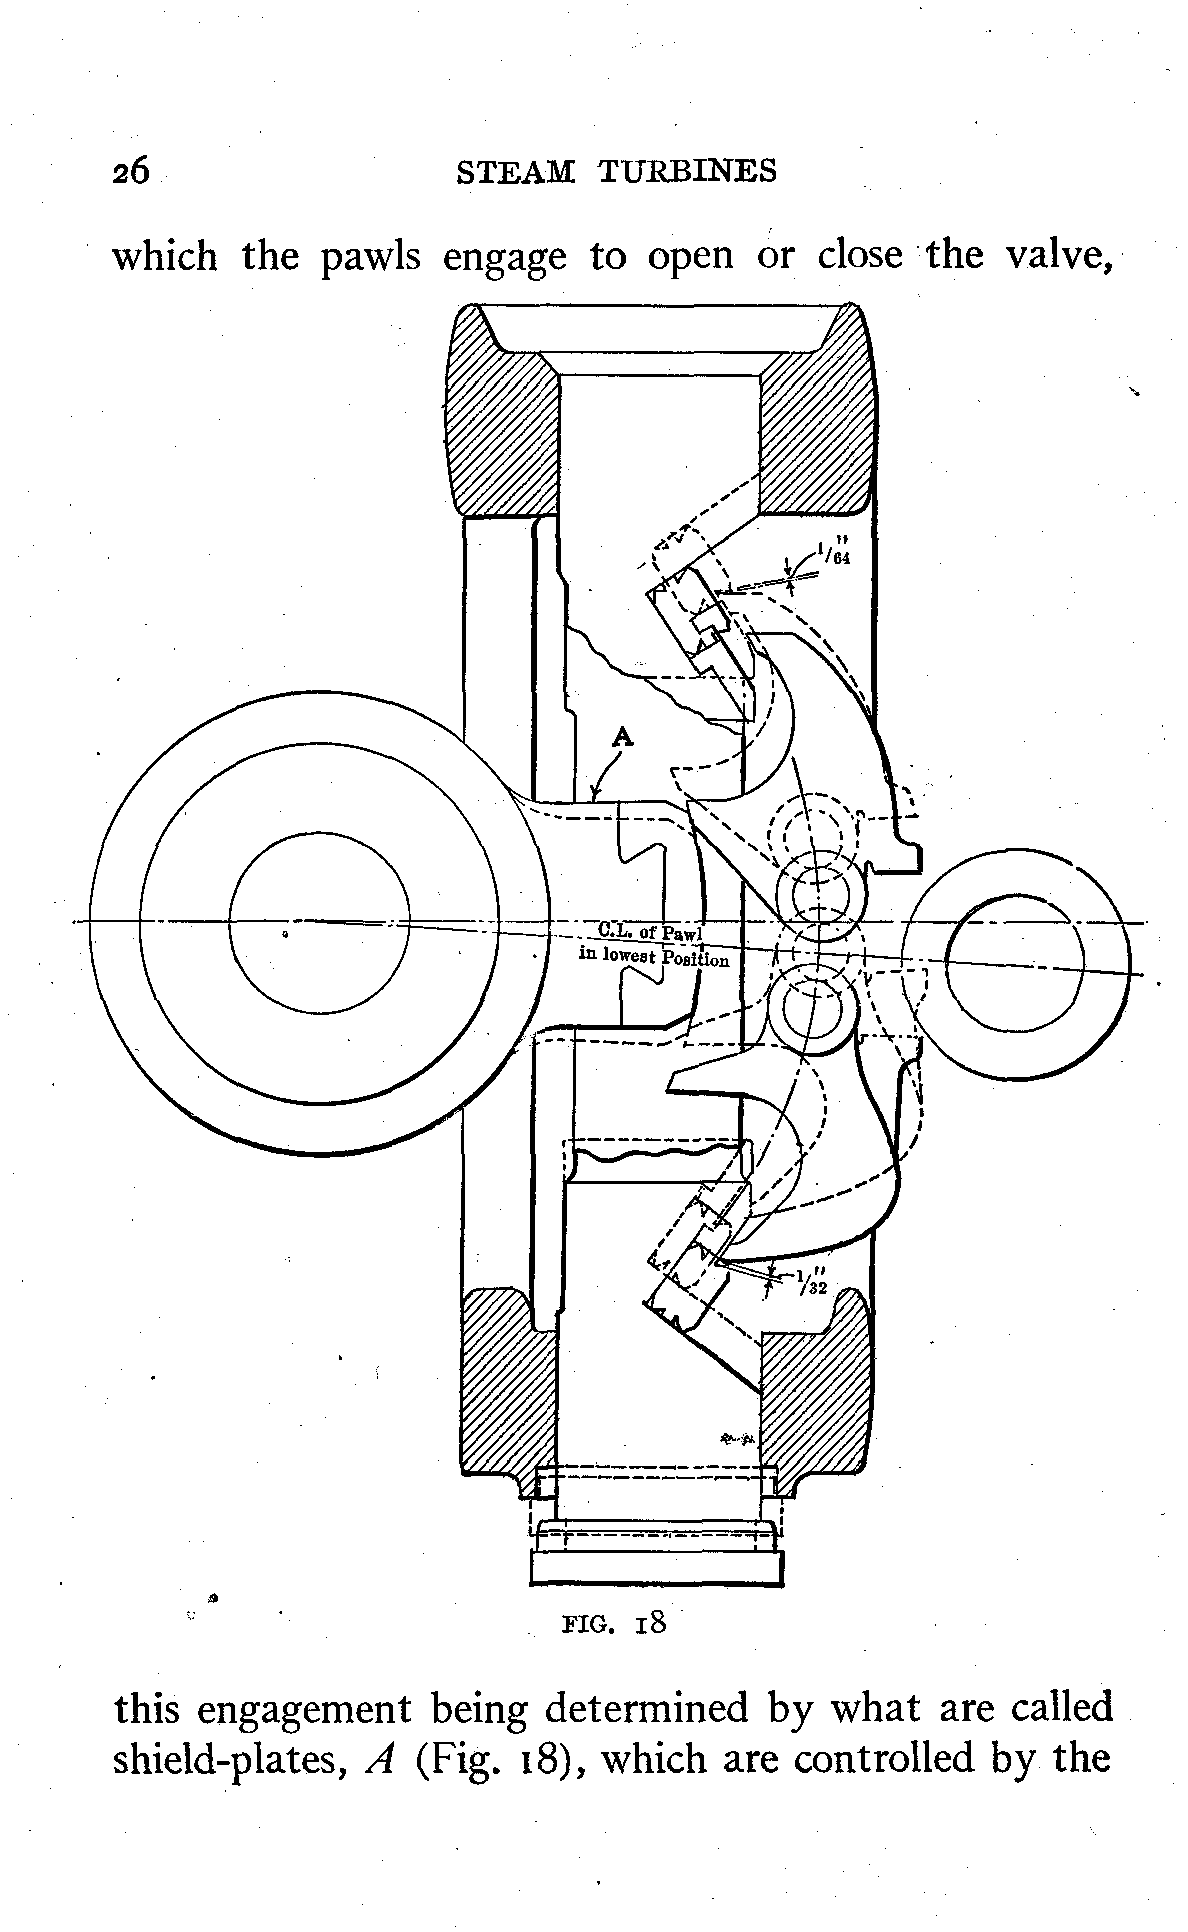 26
STEAM TURBINES
which the pawls engage to open or close the valve,
1/64"
A
C.L. of Pawl
in lowest Position
1/32"
FIG. 18
this engagement being determined by what are called
shield-plates, A (Fig. 18), which are controlled by the